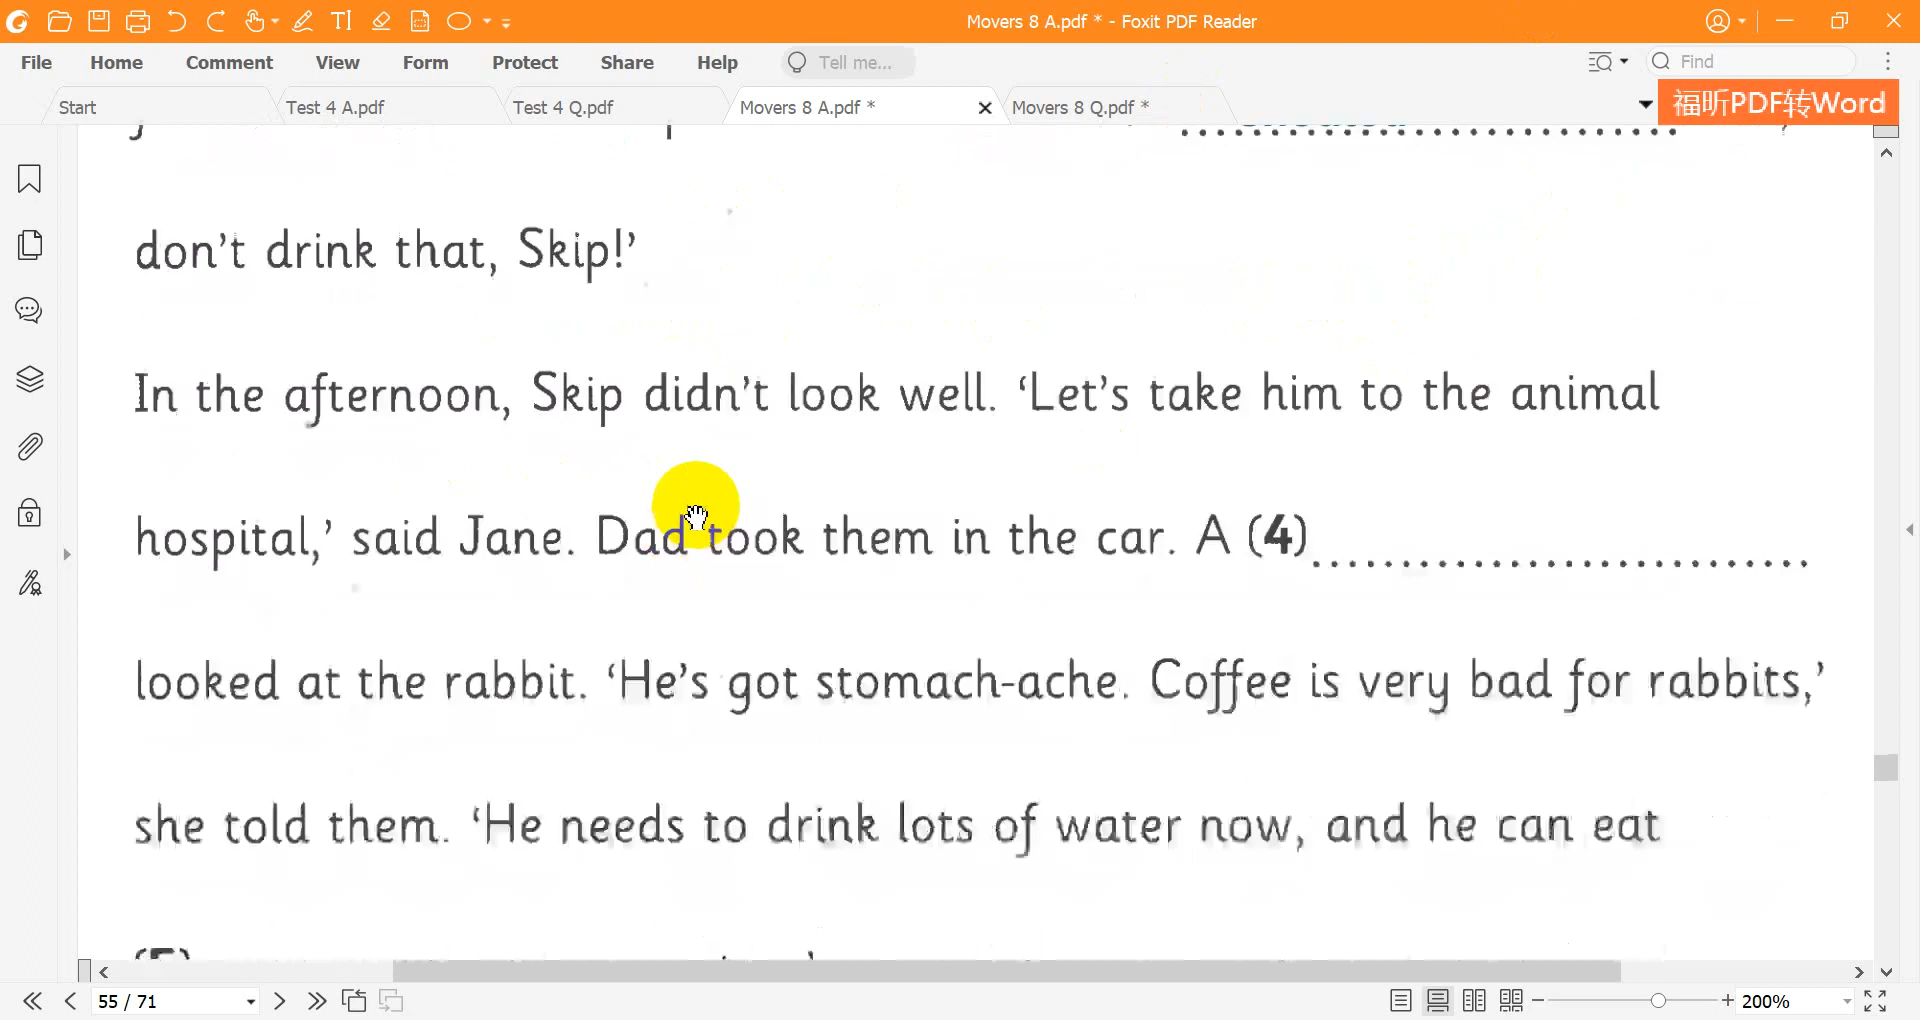 Movers 8 A.pdf * - Foxit PDF Reader
File Home Comment View Form Protect Share Help Tell me... Find
Start Test 4 A.pdf Test 4 Q.pdf Movers 8 A.pdf * Movers 8 Q.pdf *
福昕PDF转Word
don't drink that, Skip!'
In the afternoon, Skip didn't look well. 'Let's take him to the animal
hospital,' said Jane. Dad took them in the car. A (4)..............................
looked at the rabbit. 'He's got stomach-ache. Coffee is very bad for rabbits,'
she told them. 'He needs to drink lots of water now, and he can eat
55 / 71
200%